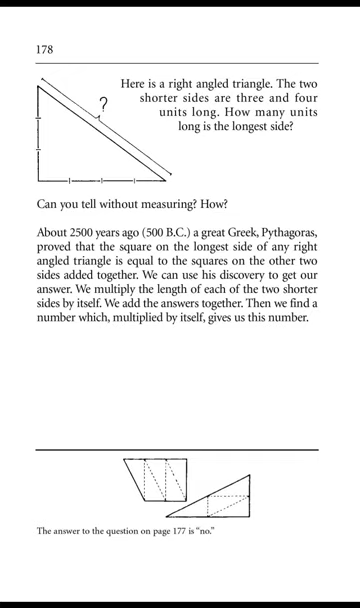 178
?
Here is a right angled triangle. The two
shorter sides are three and four
units long. How many units
long is the longest side?
Can you tell without measuring? How?
About 2500 years ago (500 B.C.) a great Greek, Pythagoras,
proved that the square on the longest side of any right
angled triangle is equal to the squares on the other two
sides added together. We can use his discovery to get our
answer. We multiply the length of each of the two shorter
sides by itself. We add the answers together. Then we find a
number which, multiplied by itself, gives us this number.
The answer to the question on page 177 is “no.”